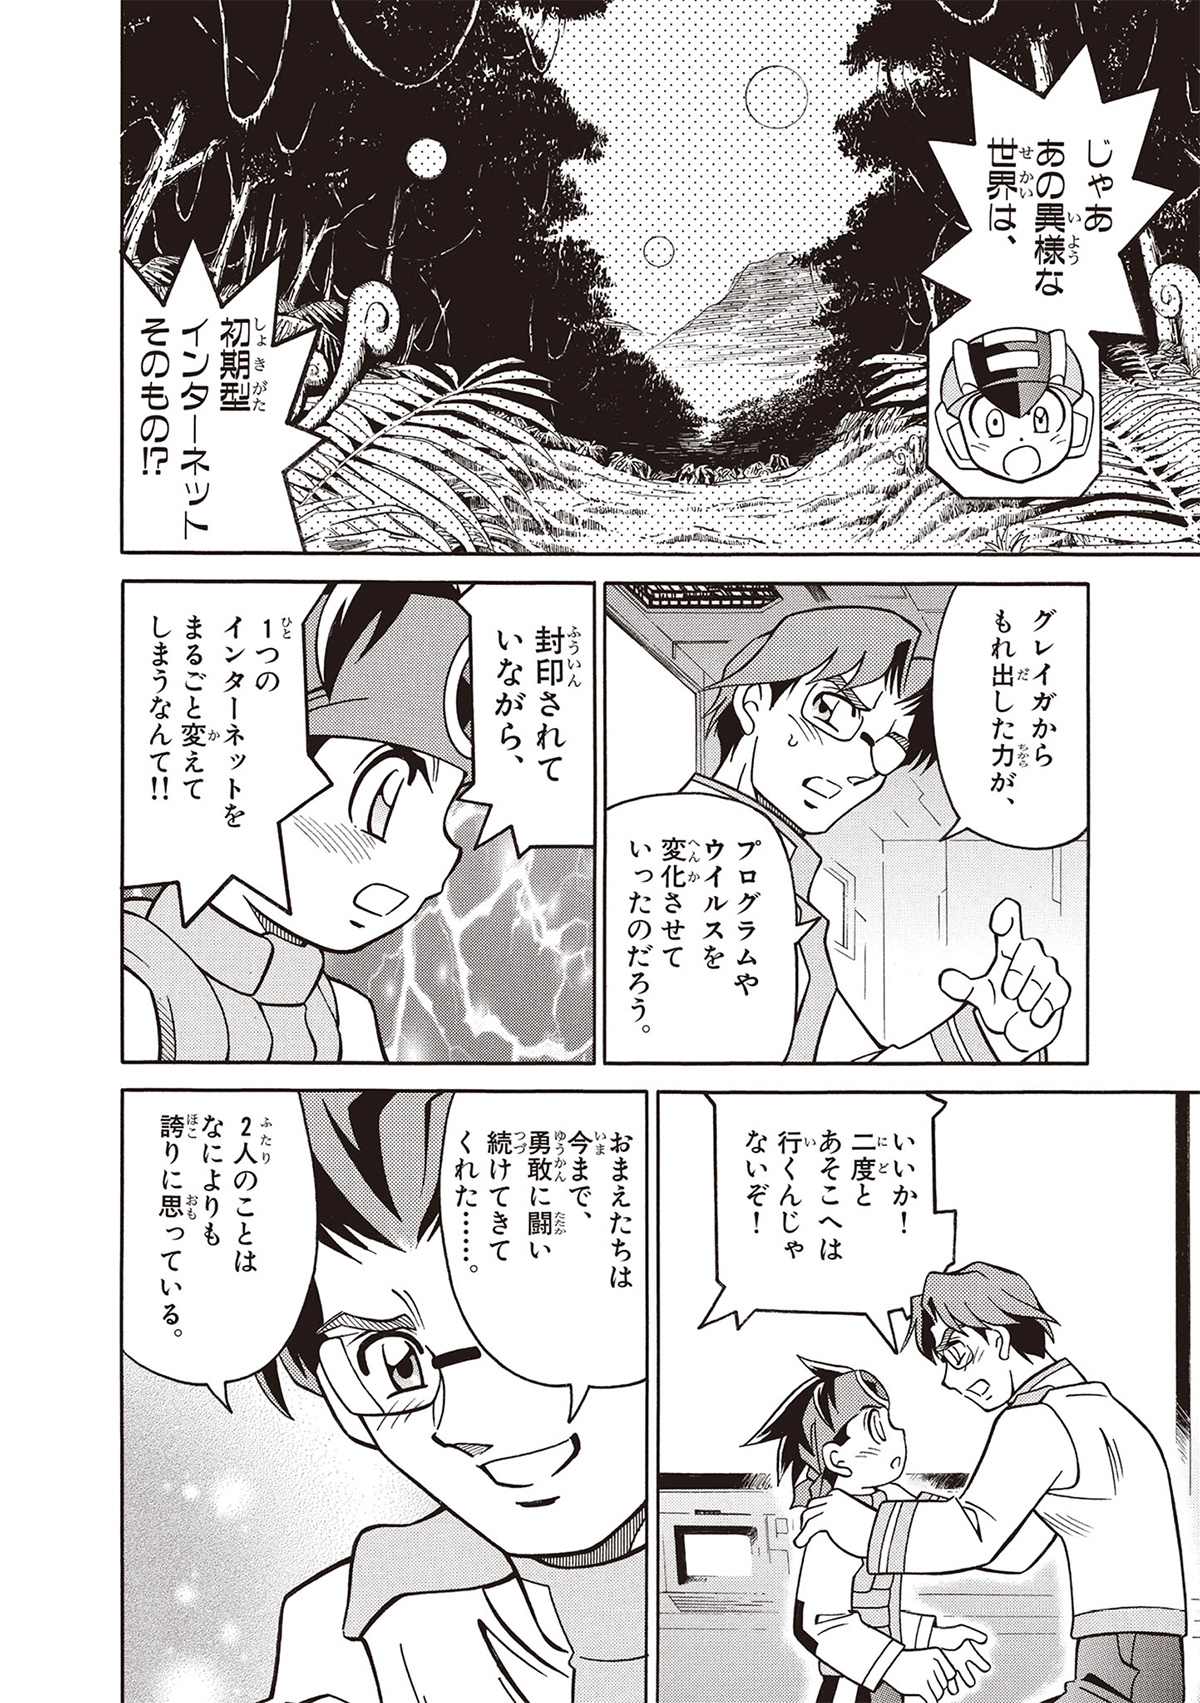 じゃあ
あの異様な
世界は、
初期型
インターネット
そのもの!?
グレイガから
もれ出した力が、
プログラムや
ウイルスを
変化させて
いったのだろう。
封印されて
いながら、
1つの
インターネットを
まるごと変えて
しまうなんて!!
いいか!
二度と
あそこへは
行くんじゃ
ないぞ!
おまえたちは
今まで、
勇敢に闘い
続けてきて
くれた……。
2人のことは
なによりも
誇りに思っている。